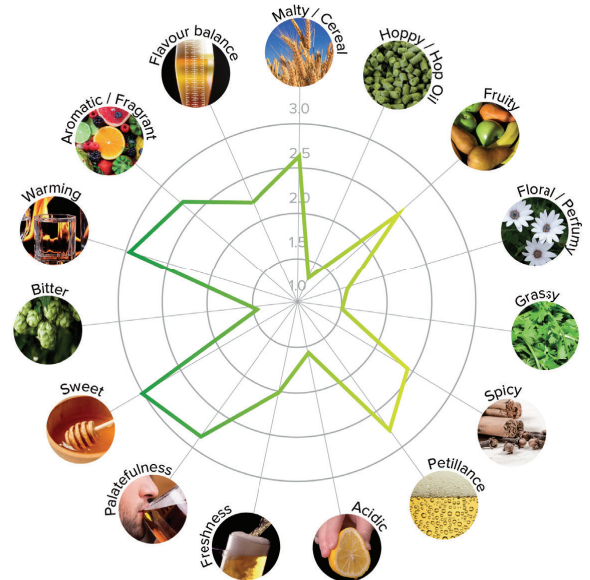 Malty / Cereal
Hoppy / Hop Oil
Fruity
Floral / Perfumy
Grassy
Spicy
Petillance
Acidic
Freshness
Palatefulness
Sweet
Bitter
Warming
Aromatic / Fragrant
Flavour balance
3.0
2.5
2.0
1.5
1.0